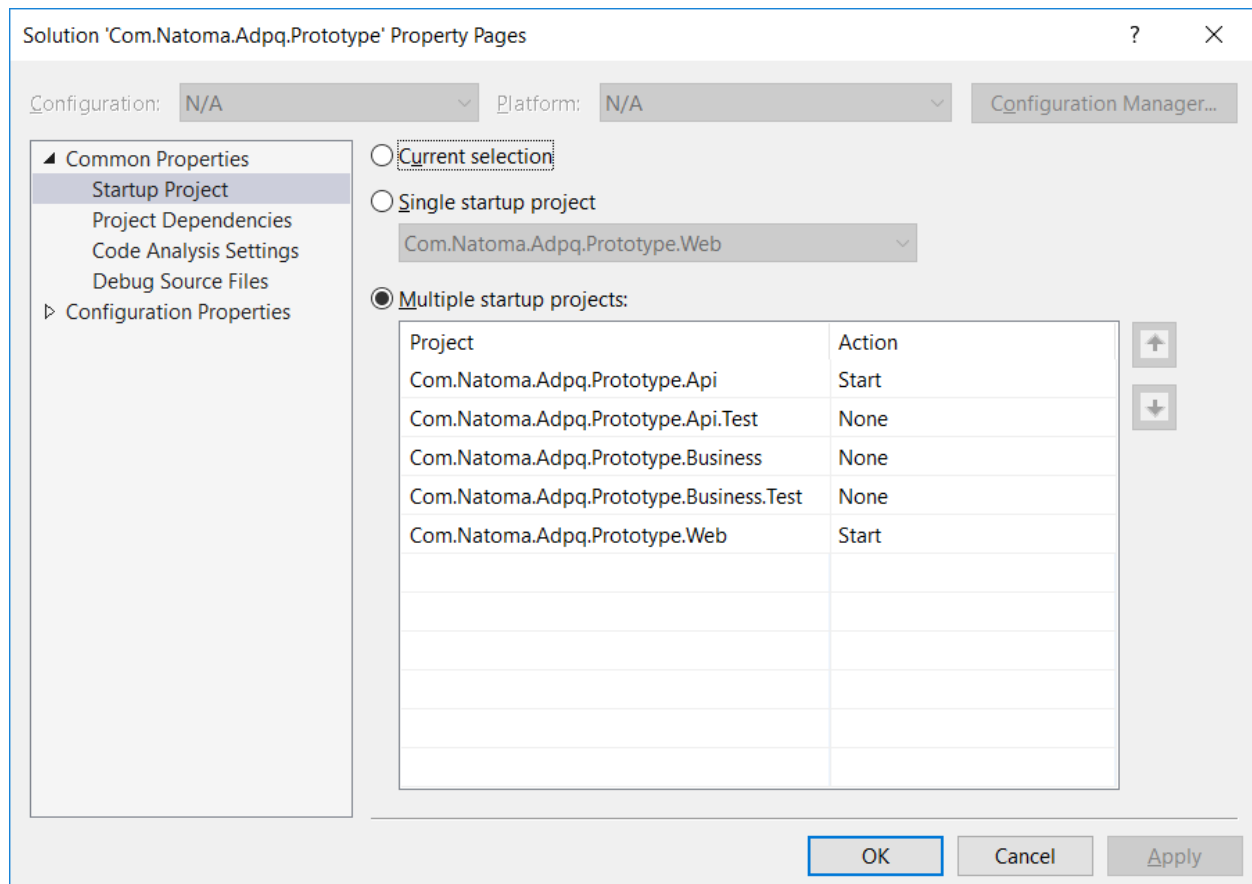 Solution 'Com.Natoma.Adpq.Prototype' Property Pages ?
Configuration: N/A Platform: N/A Configuration Manager...
Common Properties
Startup Project
Project Dependencies
Code Analysis Settings
Debug Source Files
Configuration Properties
Current selection
Single startup project
Com.Natoma.Adpq.Prototype.Web
Multiple startup projects:
Project Action
Com.Natoma.Adpq.Prototype.Api Start
Com.Natoma.Adpq.Prototype.Api.Test None
Com.Natoma.Adpq.Prototype.Business None
Com.Natoma.Adpq.Prototype.Business.Test None
Com.Natoma.Adpq.Prototype.Web Start
OK Cancel Apply